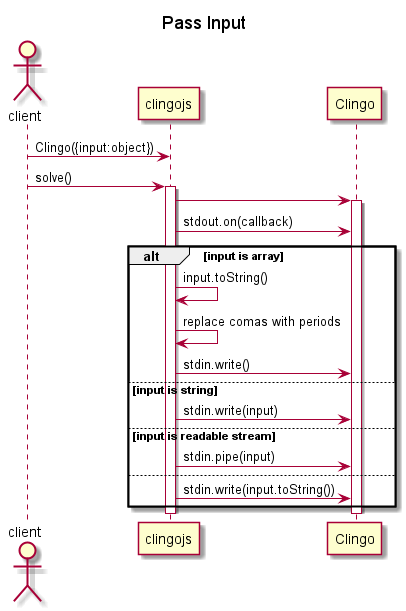 Pass Input
client
clingojs
Clingo
Clingo({input:object})
solve()
stdout.on(callback)
alt [input is array]
input.toString()
replace comas with periods
stdin.write()
[input is string]
stdin.write(input)
[input is readable stream]
stdin.pipe(input)
stdin.write(input.toString())
client
clingojs
Clingo